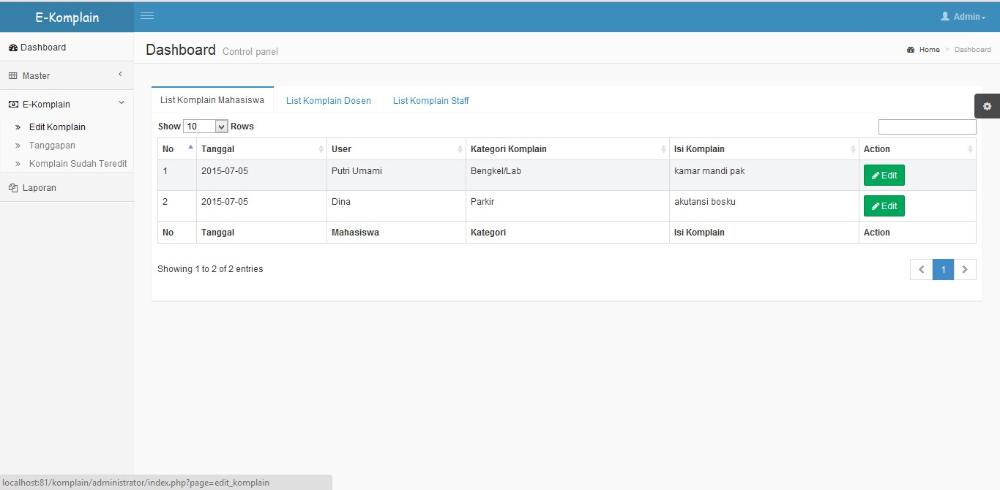 E-Komplain
Admin
Dashboard
Master
E-Komplain
Edit Komplain
Tanggapan
Komplain Sudah Teredit
Laporan
Dashboard Control panel
Home > Dashboard
List Komplain Mahasiswa List Komplain Dosen List Komplain Staff
Show 10 Rows
No Tanggal User Kategori Komplain Isi Komplain Action
1 2015-07-05 Putri Umami Bengkel/Lab kamar mandi pak Edit
2 2015-07-05 Dina Parkir akutansi bosku Edit
No Tanggal Mahasiswa Kategori Isi Komplain Action
Showing 1 to 2 of 2 entries
1
localhost:81/komplain/administrator/index.php?page=edit_komplain